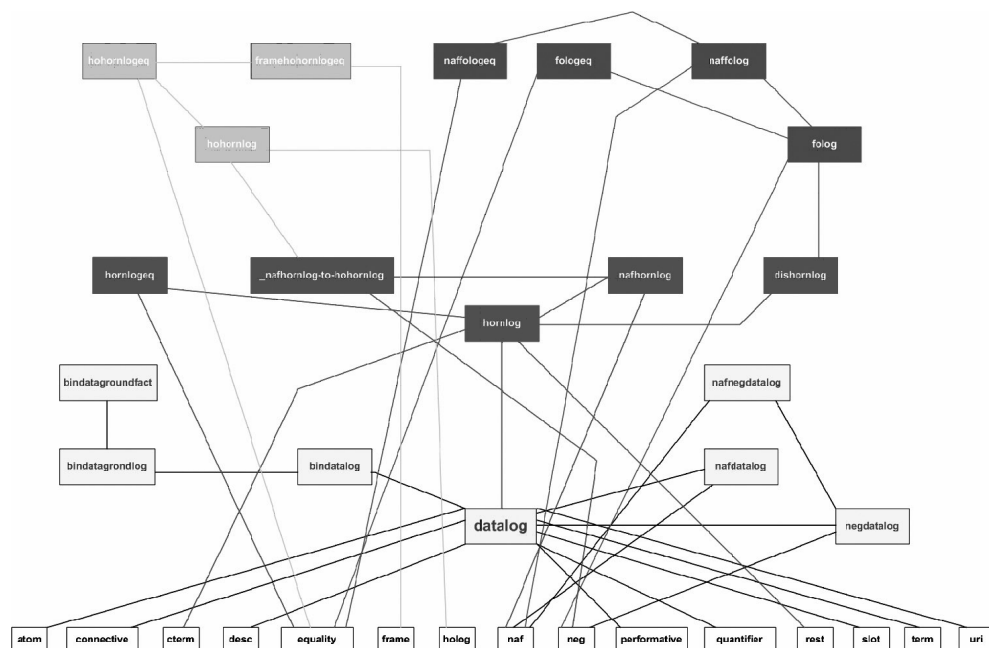 hohornlogeq
framehohornlogeq
naffologeq
fologeq
naffolog
hohornlog
folog
hornlogeq
_nafhornlog-to-hohornlog
nafhornlog
dishornlog
hornlog
bindatagroundfact
nafnegdatalog
bindatagrondlog
bindatalog
nafdatalog
datalog
negdatalog
atom
connective
cterm
desc
equality
frame
holog
naf
neg
performative
quantifier
rest
slot
term
uri